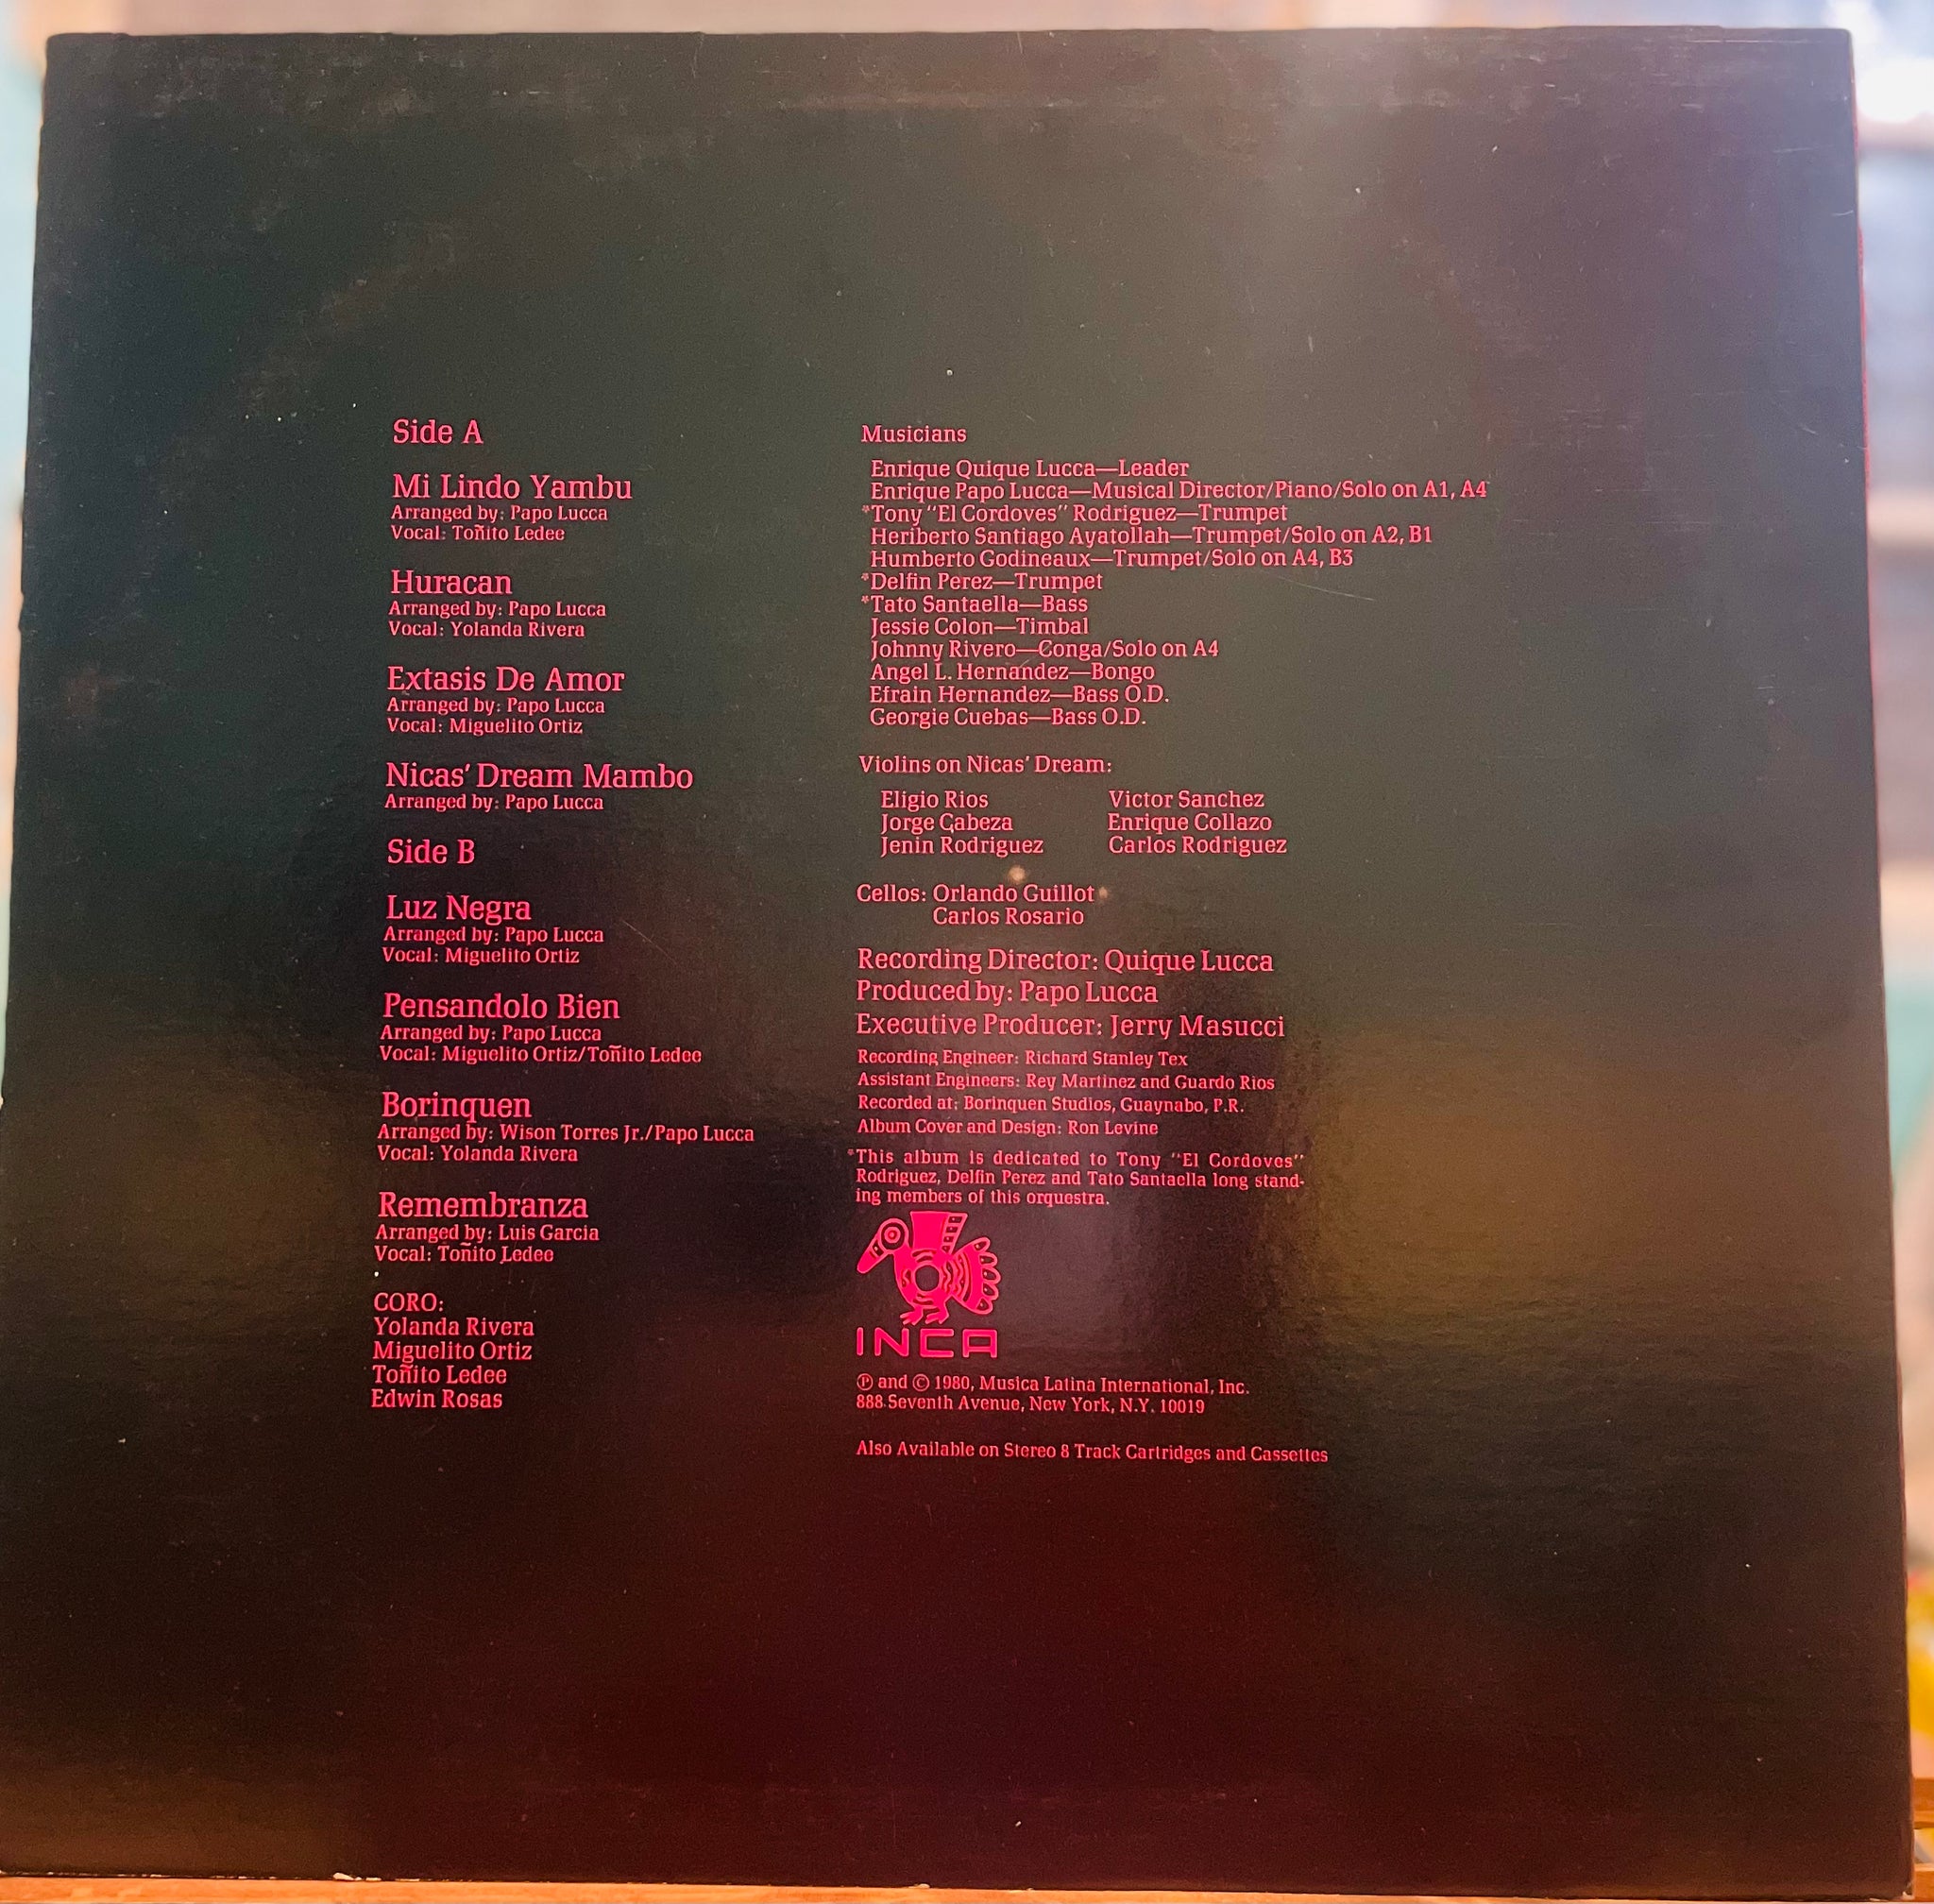 Side A
Mi Lindo Yambu
Arranged by: Papo Lucca
Vocal: Toñito Ledee
Huracan
Arranged by: Papo Lucca
Vocal: Yolanda Rivera
Extasis De Amor
Arranged by: Papo Lucca
Vocal: Miguelito Ortiz
Nicas' Dream Mambo
Arranged by: Papo Lucca
Side B
Luz Negra
Arranged by: Papo Lucca
Vocal: Miguelito Ortiz
Pensandolo Bien
Arranged by: Papo Lucca
Vocal: Miguelito Ortiz/Toñito Ledee
Borinquen
Arranged by: Wison Torres Jr./Papo Lucca
Vocal: Yolanda Rivera
Remembranza
Arranged by: Luis Garcia
Vocal: Toñito Ledee
CORO:
Yolanda Rivera
Miguelito Ortiz
Toñito Ledee
Edwin Rosas
Musicians
Enrique Quique Lucca—Leader
Enrique Papo Lucca—Musical Director/Piano/Solo on A1, A4
*Tony "El Cordoves" Rodriguez—Trumpet
Heriberto Santiago Ayatollah—Trumpet/Solo on A2, B1
Humberto Godineaux—Trumpet/Solo on A4, B3
*Delfin Perez—Trumpet
*Tato Santaella—Bass
Jessie Colon—Timbal
Johnny Rivero—Conga/Solo on A4
Angel L. Hernandez—Bongo
Efrain Hernandez—Bass O.D.
Georgie Cuebas—Bass O.D.
Violins on Nicas' Dream:
Eligio Rios Victor Sanchez
Jorge Cabeza Enrique Collazo
Jenin Rodriguez Carlos Rodriguez
Cellos: Orlando Guillot
Carlos Rosario
Recording Director: Quique Lucca
Produced by: Papo Lucca
Executive Producer: Jerry Masucci
Recording Engineer: Richard Stanley Tex
Assistant Engineers: Rey Martinez and Guardo Rios
Recorded at: Borinquen Studios, Guaynabo, P.R.
Album Cover and Design: Ron Levine
*This album is dedicated to Tony "El Cordoves"
Rodriguez, Delfin Perez and Tato Santaella long stand-
ing members of this orquestra.
INCA
℗ and © 1980, Musica Latina International, Inc.
888 Seventh Avenue, New York, N.Y. 10019
Also Available on Stereo 8 Track Cartridges and Cassettes